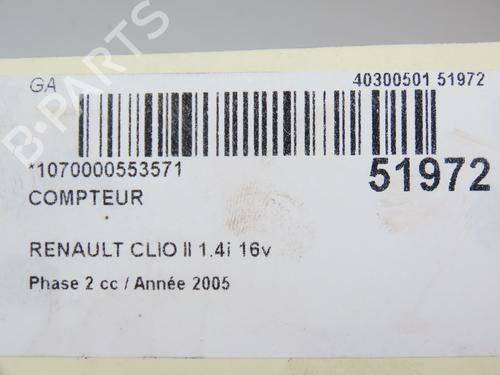 GA
40300501 51972
*1070000553571
51972
COMPTEUR
RENAULT CLIO II 1.4i 16v
Phase 2 cc / Année 2005
B-PARTS